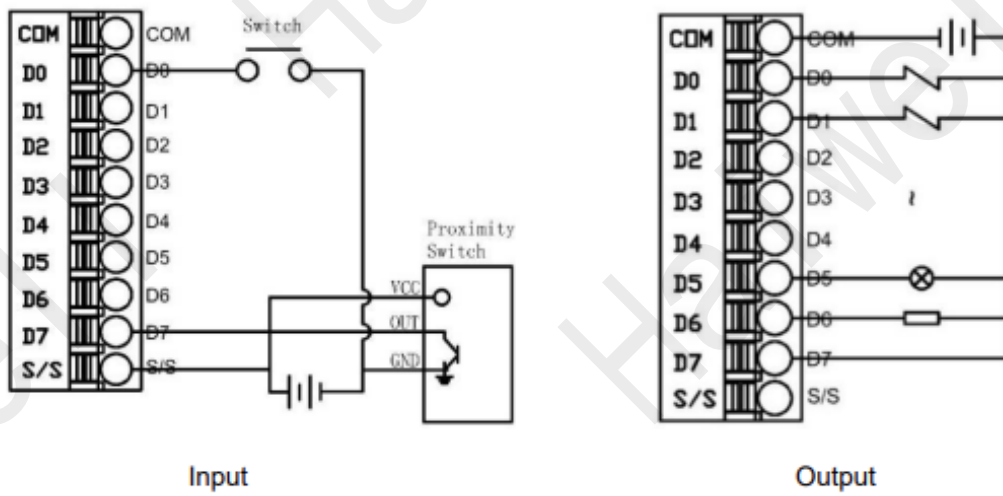 Switch
COM COM
D0 D0
D1 D1
D2 D2
D3 D3
D4 D4
D5 D5
D6 D6
D7 D7
S/S S/S
Proximity
Switch
VCC
OUT
GND
Input
COM COM
D0 D0
D1 D1
D2 D2
D3 D3
D4 D4
D5 D5
D6 D6
D7 D7
S/S S/S
Output
Haiwell